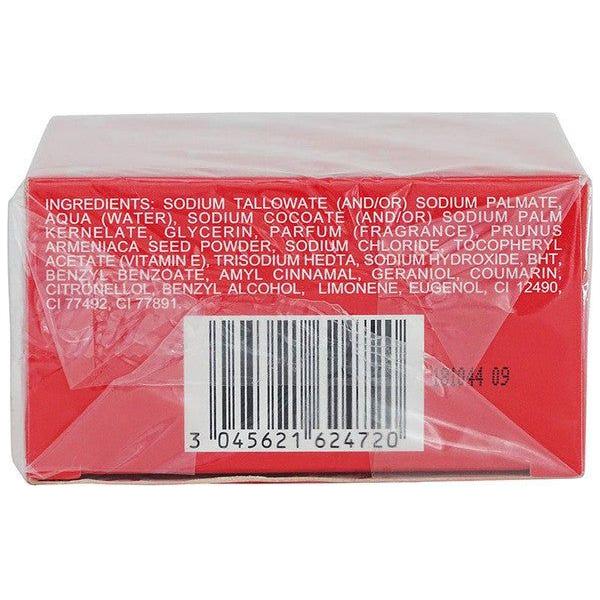 INGREDIENTS: SODIUM TALLOWATE (AND/OR) SODIUM PALMATE,
AQUA (WATER), SODIUM COCOATE (AND/OR) SODIUM PALM
KERNELATE, GLYCERIN, PARFUM (FRAGRANCE), PRUNUS
ARMENIACA SEED POWDER, SODIUM CHLORIDE, TOCOPHERYL
ACETATE (VITAMIN E), TRISODIUM HEDTA, SODIUM HYDROXIDE, BHT,
BENZYL BENZOATE, AMYL CINNAMAL, GERANIOL, COUMARIN,
CITRONELLOL, BENZYL ALCOHOL, LIMONENE, EUGENOL, CI 12490,
CI 77492, CI 77891.
181044 09
3 045621 624720